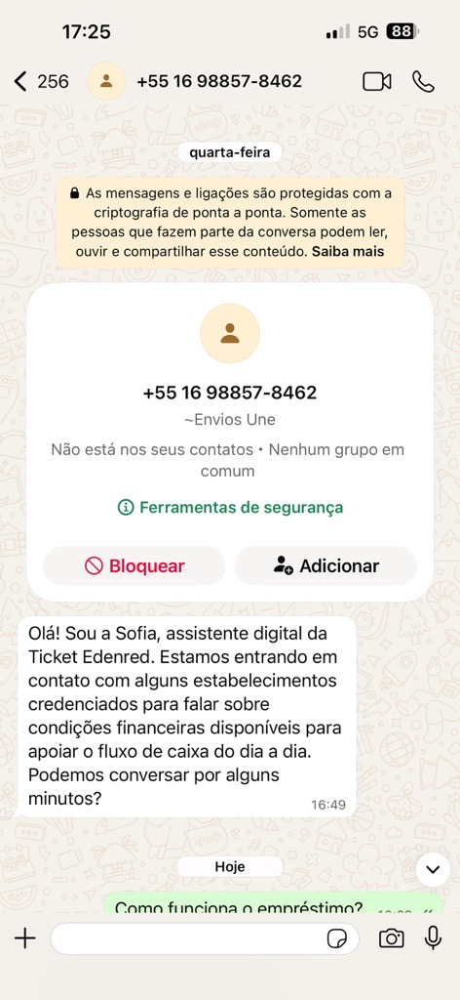 17:25
5G 88
256
+55 16 98857-8462
quarta-feira
As mensagens e ligações são protegidas com a
criptografia de ponta a ponta. Somente as
pessoas que fazem parte da conversa podem ler,
ouvir e compartilhar esse conteúdo. Saiba mais
+55 16 98857-8462
~Envios Une
Não está nos seus contatos • Nenhum grupo em
comum
Ferramentas de segurança
Bloquear
Adicionar
Olá! Sou a Sofia, assistente digital da
Ticket Edenred. Estamos entrando em
contato com alguns estabelecimentos
credenciados para falar sobre
condições financeiras disponíveis para
apoiar o fluxo de caixa do dia a dia.
Podemos conversar por alguns
minutos?
16:49
Hoje
Como funciona o empréstimo?